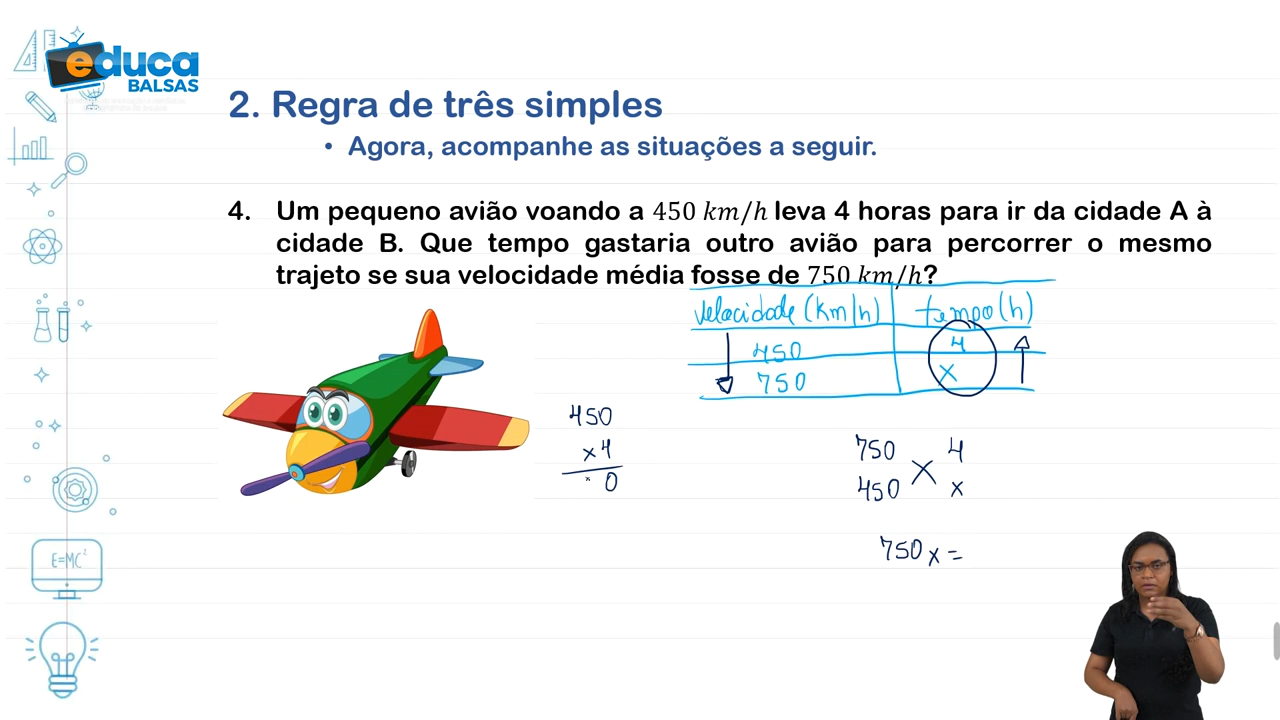 educa
BALSAS
2. Regra de três simples
• Agora, acompanhe as situações a seguir.
4. Um pequeno avião voando a 450 km/h leva 4 horas para ir da cidade A à
cidade B. Que tempo gastaria outro avião para percorrer o mesmo
trajeto se sua velocidade média fosse de 750 km/h?
velocidade (km/h) tempo (h)
450 4
750 x
450
x4
0
750 4
450 x
750x =
E=MC²